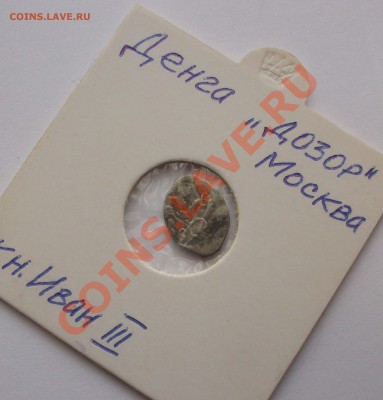 COINS.LAVE.RU
Денга
"ДОЗОР"
Москва
COINS.LAVE.RU
кн. Иван III